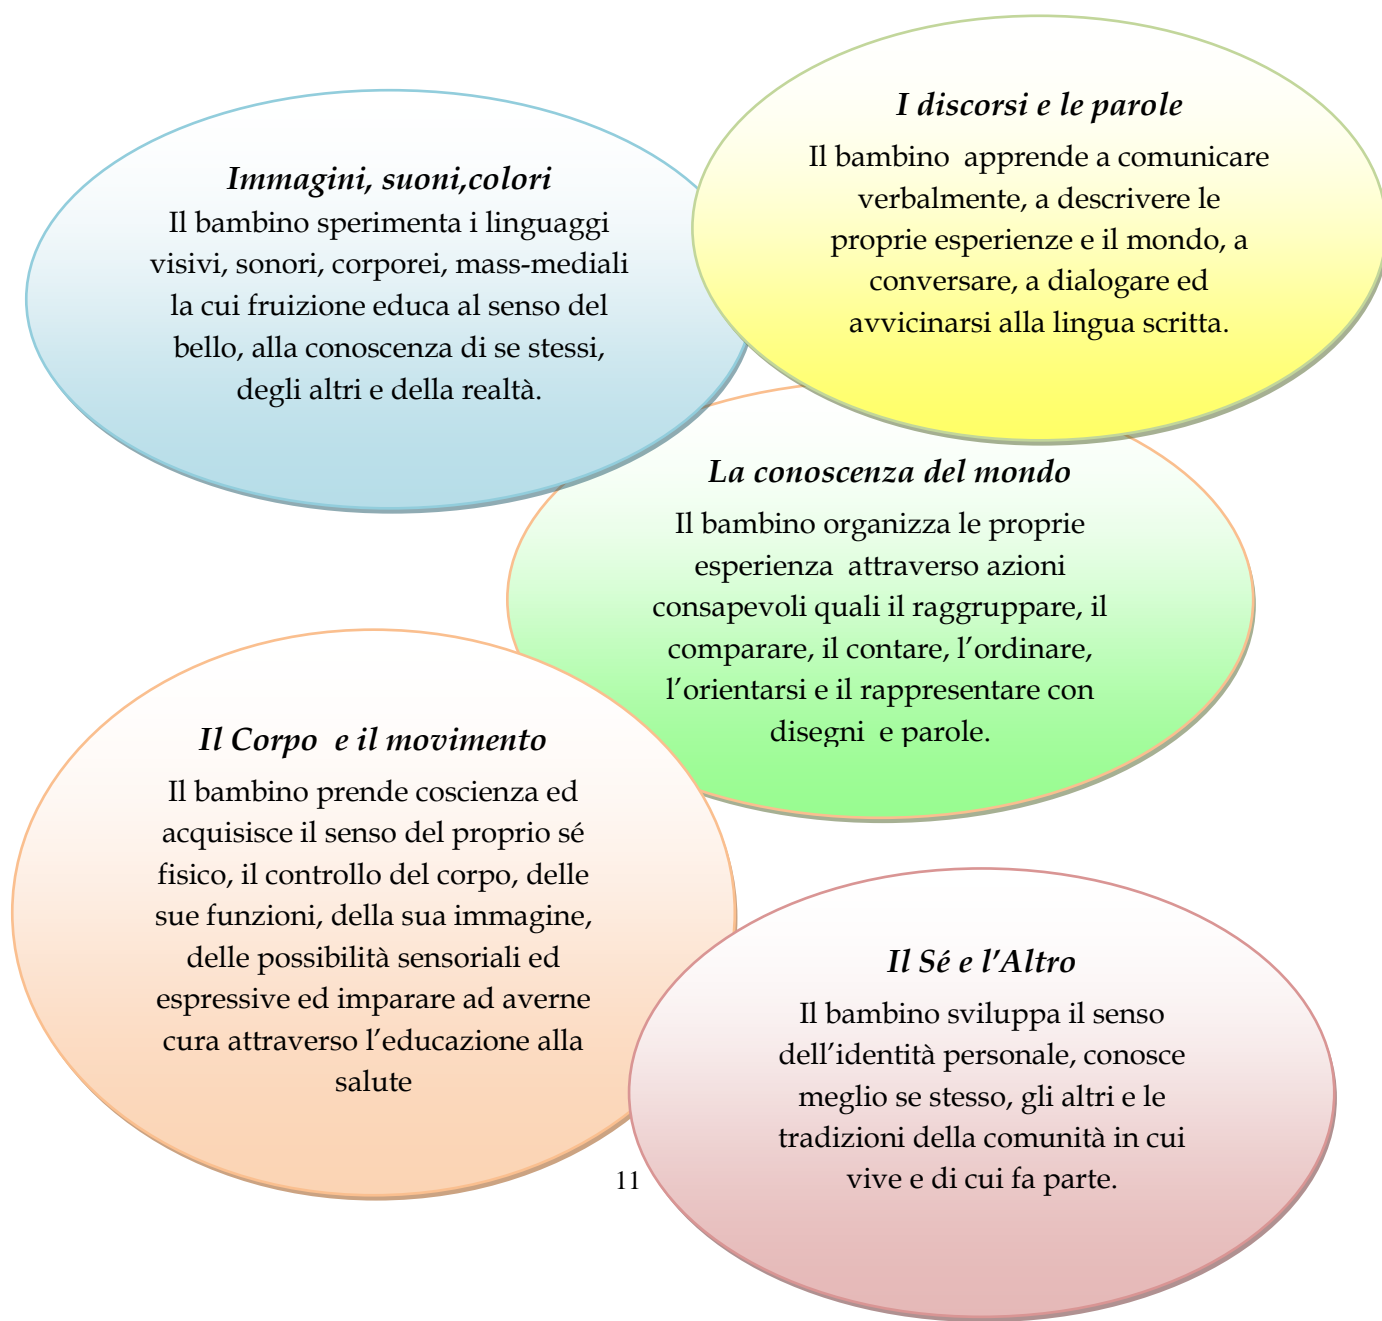 Immagini, suoni,colori
Il bambino sperimenta i linguaggi
visivi, sonori, corporei, mass-mediali
la cui fruizione educa al senso del
bello, alla conoscenza di se stessi,
degli altri e della realtà.
I discorsi e le parole
Il bambino apprende a comunicare
verbalmente, a descrivere le
proprie esperienze e il mondo, a
conversare, a dialogare ed
avvicinarsi alla lingua scritta.
La conoscenza del mondo
Il bambino organizza le proprie
esperienza attraverso azioni
consapevoli quali il raggruppare, il
comparare, il contare, l’ordinare,
l’orientarsi e il rappresentare con
disegni e parole.
Il Corpo e il movimento
Il bambino prende coscienza ed
acquisisce il senso del proprio sé
fisico, il controllo del corpo, delle
sue funzioni, della sua immagine,
delle possibilità sensoriali ed
espressive ed imparare ad averne
cura attraverso l’educazione alla
salute
Il Sé e l’Altro
Il bambino sviluppa il senso
dell’identità personale, conosce
meglio se stesso, gli altri e le
tradizioni della comunità in cui
vive e di cui fa parte.
11